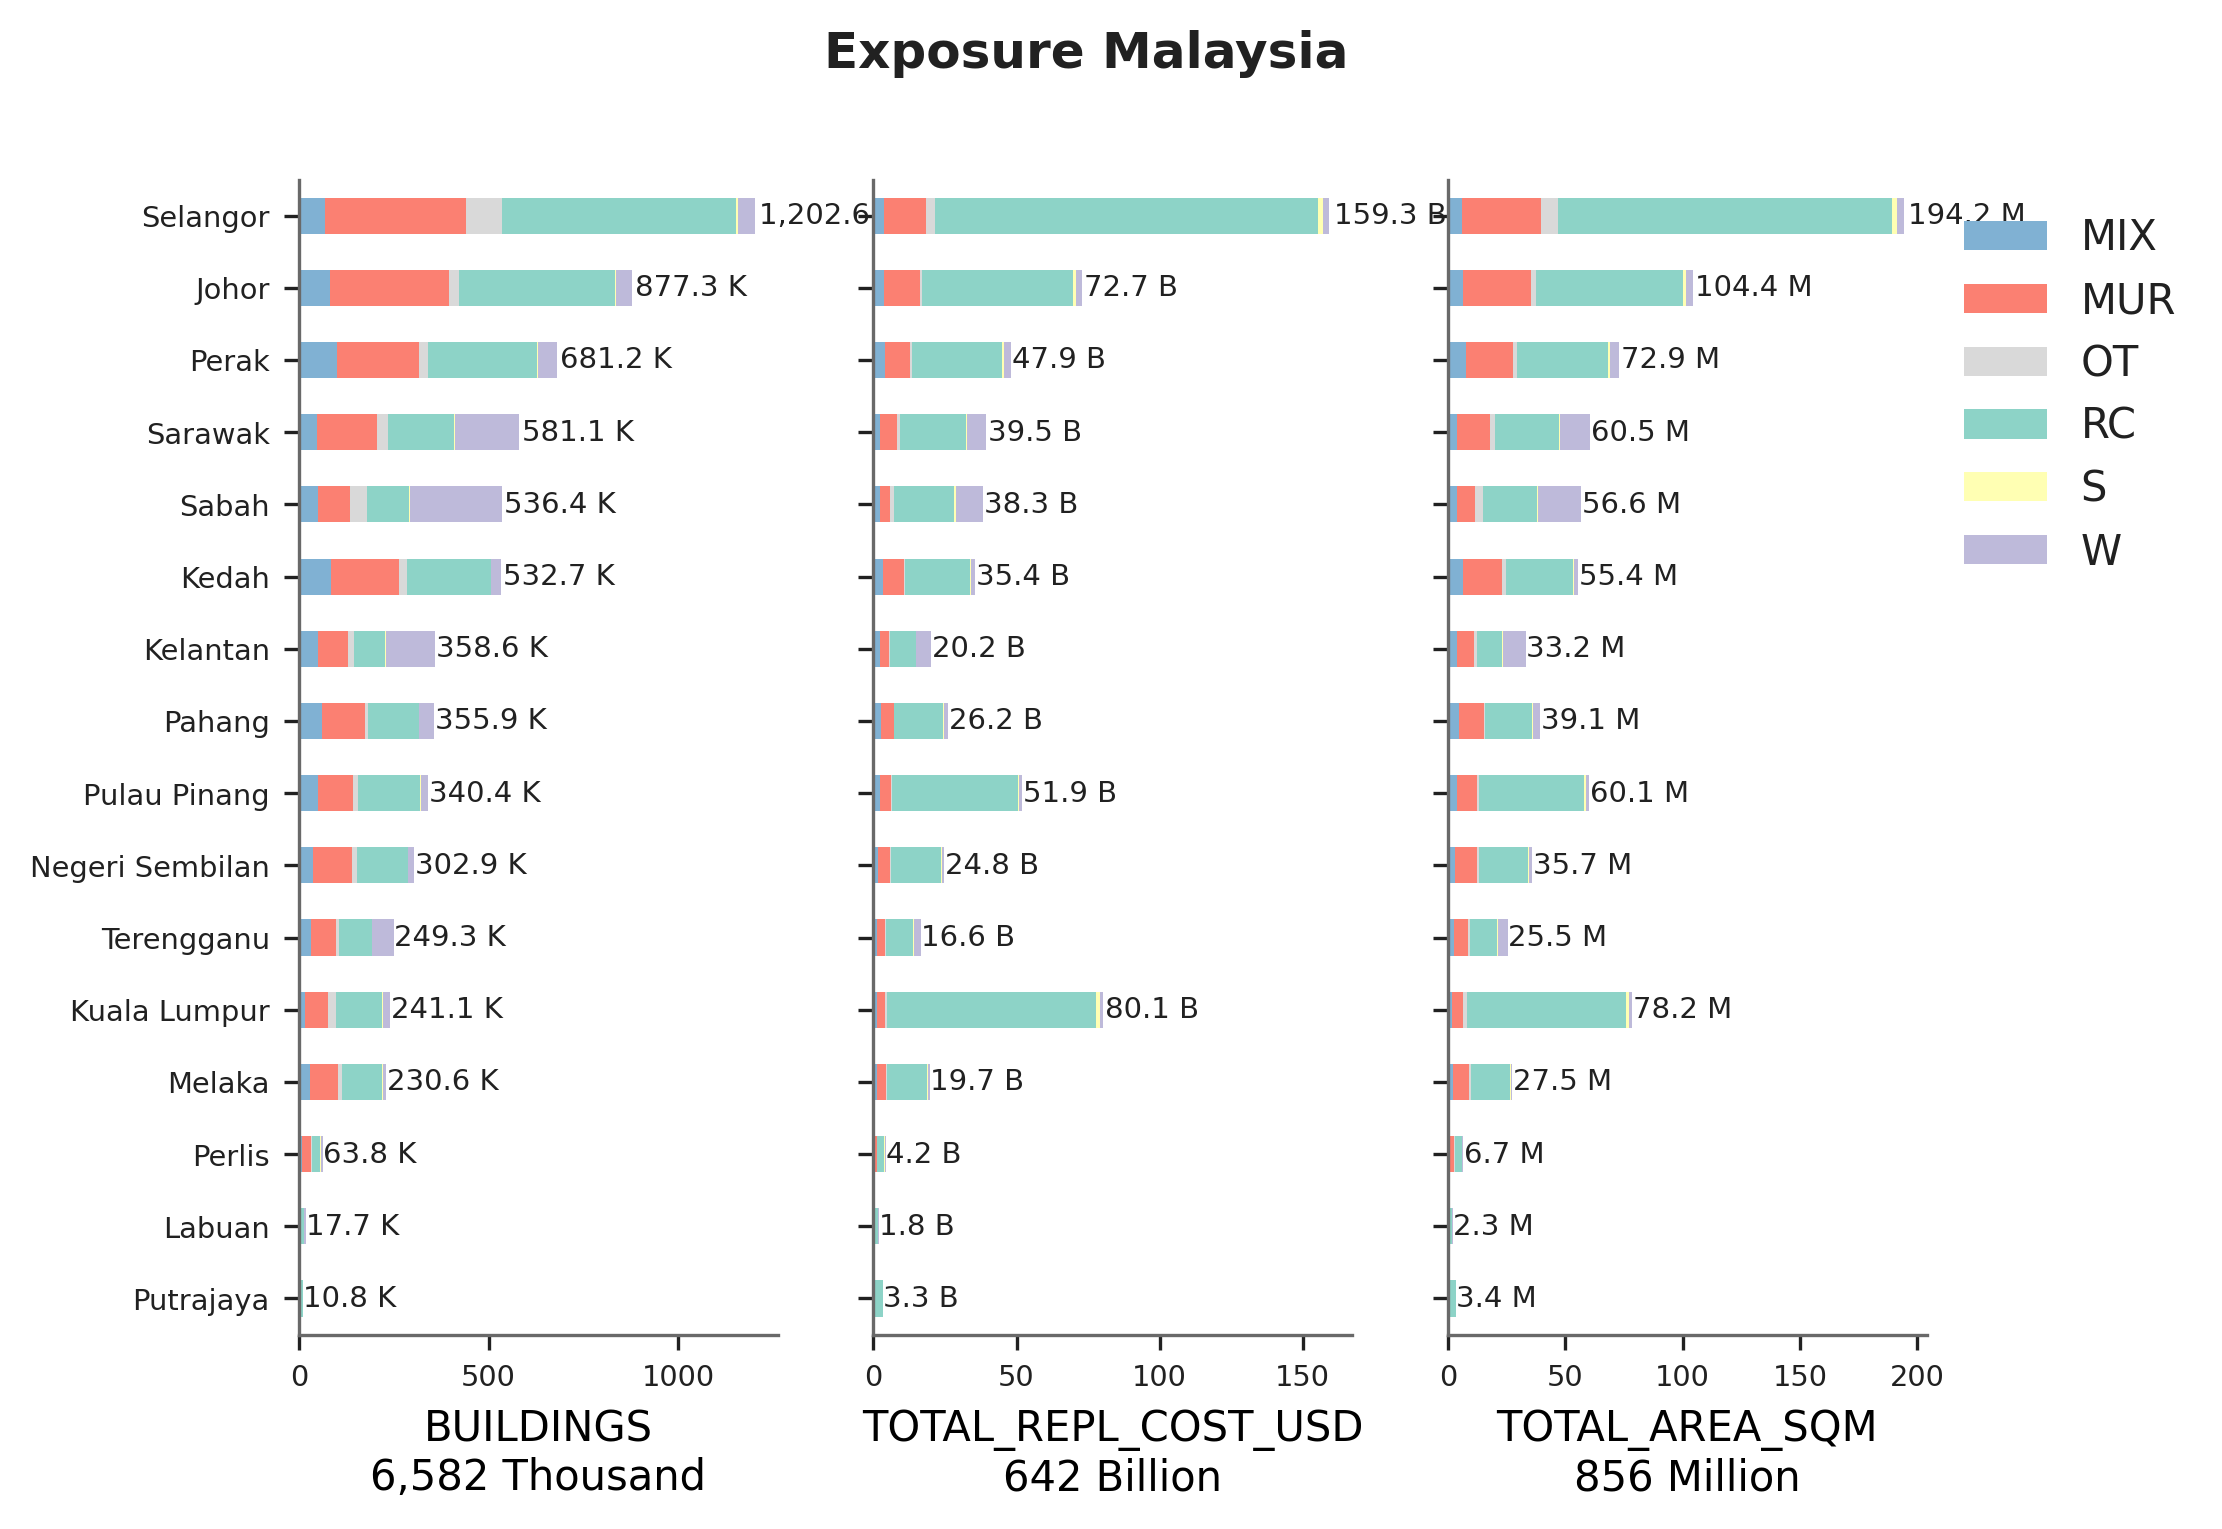 Exposure Malaysia
Selangor 1,202.6 159.3 B 194.2 M
Johor 877.3 K 72.7 B 104.4 M
Perak 681.2 K 47.9 B 72.9 M
Sarawak 581.1 K 39.5 B 60.5 M
Sabah 536.4 K 38.3 B 56.6 M
Kedah 532.7 K 35.4 B 55.4 M
Kelantan 358.6 K 20.2 B 33.2 M
Pahang 355.9 K 26.2 B 39.1 M
Pulau Pinang 340.4 K 51.9 B 60.1 M
Negeri Sembilan 302.9 K 24.8 B 35.7 M
Terengganu 249.3 K 16.6 B 25.5 M
Kuala Lumpur 241.1 K 80.1 B 78.2 M
Melaka 230.6 K 19.7 B 27.5 M
Perlis 63.8 K 4.2 B 6.7 M
Labuan 17.7 K 1.8 B 2.3 M
Putrajaya 10.8 K 3.3 B 3.4 M
0 500 1000 0 50 100 150 0 50 100 150 200
BUILDINGS TOTAL_REPL_COST_USD TOTAL_AREA_SQM
6,582 Thousand 642 Billion 856 Million
MIX
MUR
OT
RC
S
W